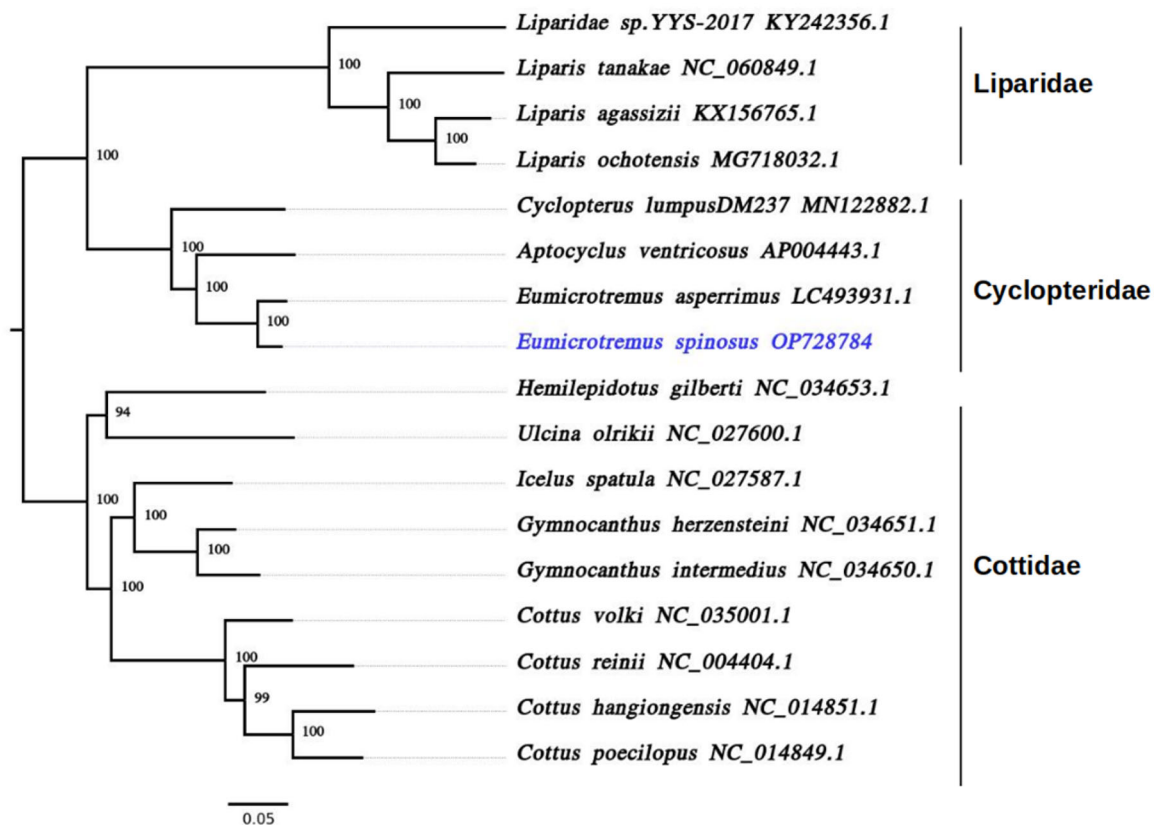 Liparidae sp.YYS-2017 KY242356.1
100
Liparis tanakae NC_060849.1
Liparidae
100
Liparis agassizii KX156765.1
100
Liparis ochotensis MG718032.1
100
Cyclopterus lumpusDM237 MN122882.1
100
Aptocyclus ventricosus AP004443.1
100
Eumicrotremus asperrimus LC493931.1
Cyclopteridae
100
Eumicrotremus spinosus OP728784
Hemilepidotus gilberti NC_034653.1
94
Ulcina olrikii NC_027600.1
Icelus spatula NC_027587.1
100
100
Gymnocanthus herzensteini NC_034651.1
100
Gymnocanthus intermedius NC_034650.1
Cottidae
100
Cottus volki NC_035001.1
100
Cottus reinii NC_004404.1
99
Cottus hangiongensis NC_014851.1
100
Cottus poecilopus NC_014849.1
0.05